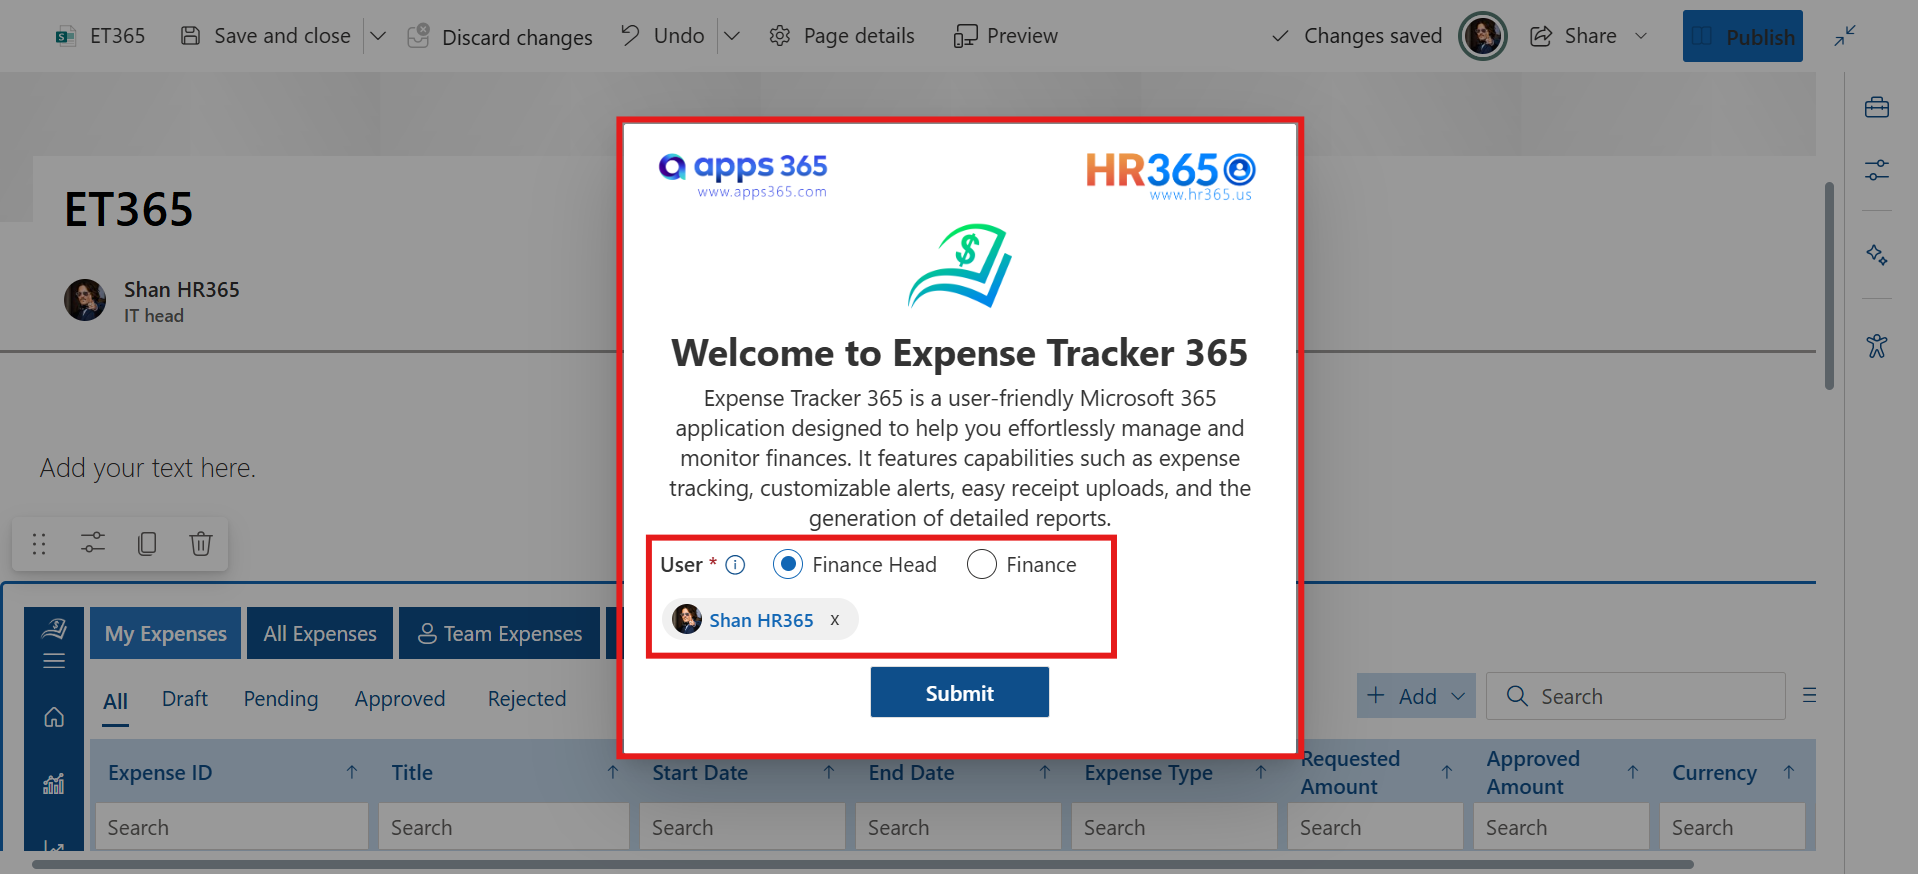 ET365
Save and close
Discard changes
Undo
Page details
Preview
Changes saved
Share
Publish
ET365
Shan HR365
IT head
Add your text here.
apps 365
www.apps365.com
HR365
www.hr365.us
$
Welcome to Expense Tracker 365
Expense Tracker 365 is a user-friendly Microsoft 365
application designed to help you effortlessly manage and
monitor finances. It features capabilities such as expense
tracking, customizable alerts, easy receipt uploads, and the
generation of detailed reports.
User * Finance Head Finance
Shan HR365 x
Submit
My Expenses
All Expenses
Team Expenses
All
Draft
Pending
Approved
Rejected
Add
Search
Expense ID
Title
Start Date
End Date
Expense Type
Requested
Amount
Approved
Amount
Currency
Search
Search
Search
Search
Search
Search
Search
Search